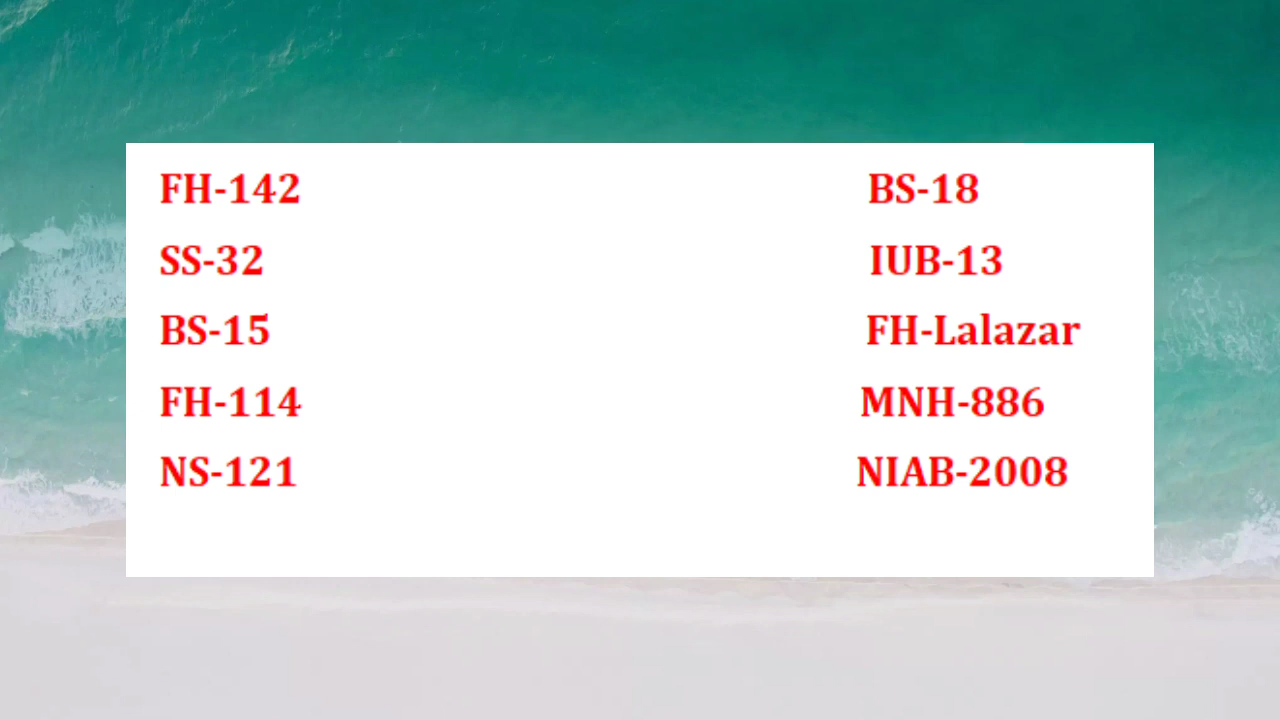 FH-142 BS-18
SS-32 IUB-13
BS-15 FH-Lalazar
FH-114 MNH-886
NS-121 NIAB-2008